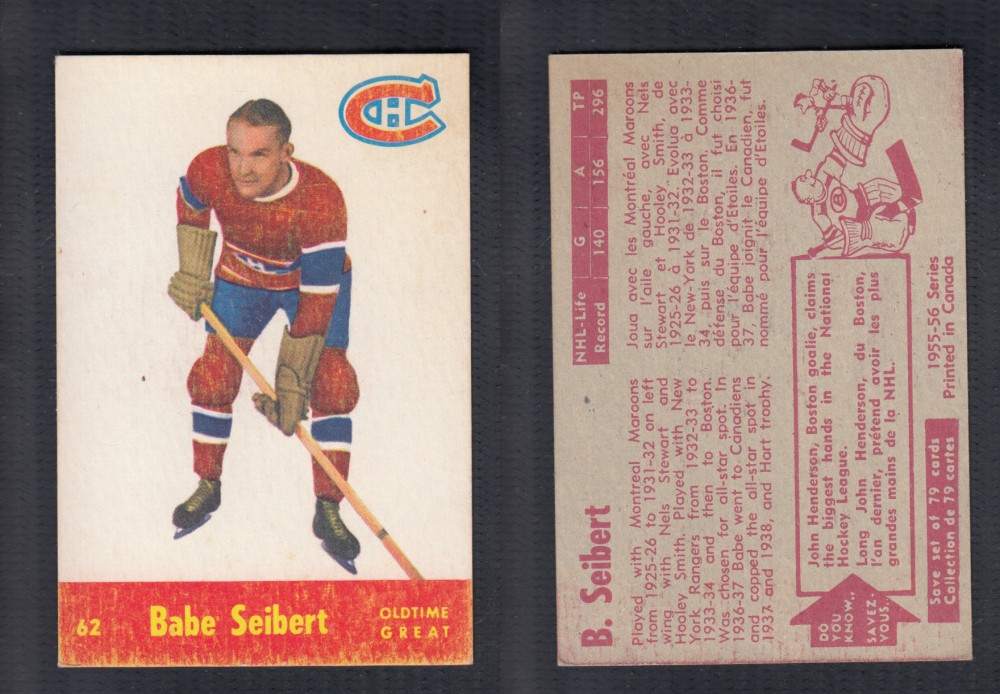 62
Babe Seibert
OLDTIME
GREAT
B. Seibert
NHL-Life G A TP
Record 140 156 296
Played with Montreal Maroons
from 1925-26 to 1931-32 on left
wing with Nels Stewart and
Hooley Smith. Played with New
York Rangers from 1932-33 to
1933-34 and then to Boston.
Was chosen for all-star spot. In
1936-37 Babe went to Canadiens
and copped the all-star spot in
1937 and 1938, and Hart trophy.
Joua avec les Montréal Maroons
sur l'aile gauche, avec Nels
Stewart et Hooley Smith, de
1925-26 à 1931-32. Evolua avec
le New-York de 1932-33 à 1933-
34, puis sur le Boston. Comme
défense du Boston, il fut choisi
pour l'équipe d'Etoiles. En 1936-
37, Babe joignit le Canadien, fut
nommé pour l'équipe d'Etoiles.
DO
YOU
KNOW..
SAVEZ-
VOUS..
John Henderson, Boston goalie, claims
the biggest hands in the National
Hockey League.
Long John Henderson, du Boston,
l'an dernier, prétend avoir les plus
grandes mains de la NHL.
Save set of 79 cards
Collection de 79 cartes
1955-56 Series
Printed in Canada